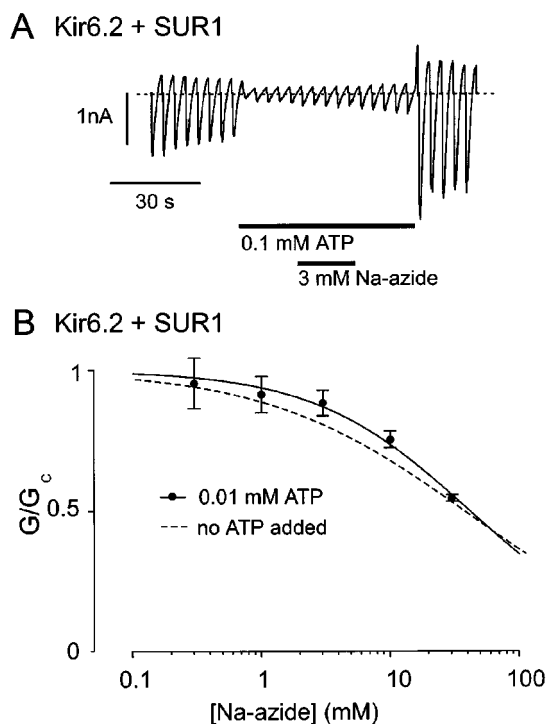 A Kir6.2 + SUR1
1nA
30 s
0.1 mM ATP
3 mM Na-azide
B Kir6.2 + SUR1
1
0.5
0
G/Gc
0.01 mM ATP
no ATP added
0.1 1 10 100
[Na-azide] (mM)